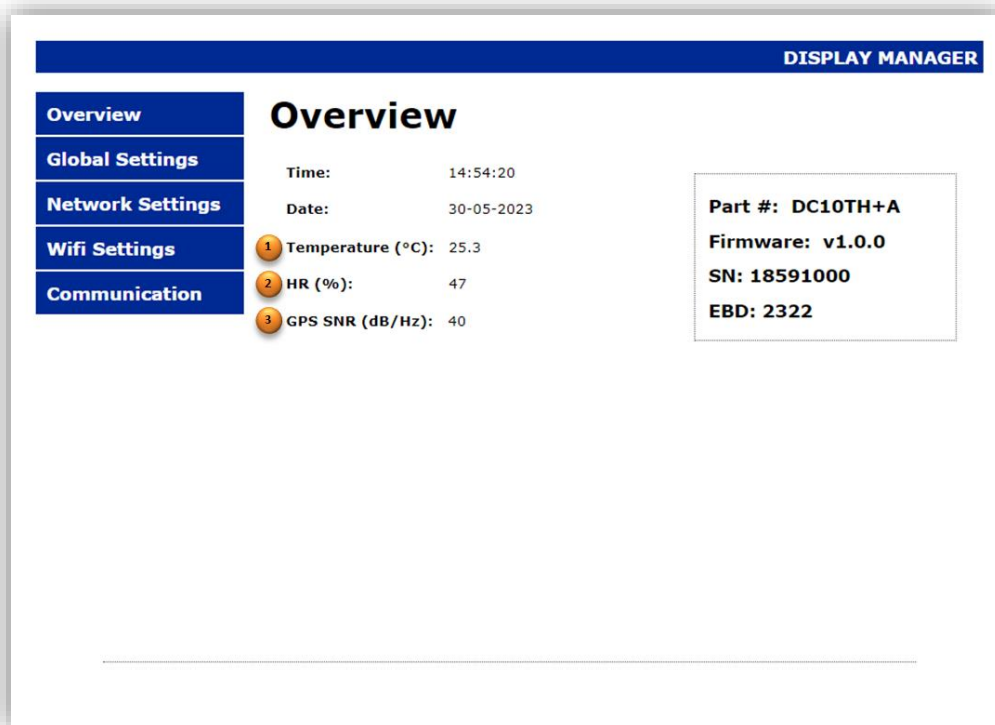 DISPLAY MANAGER
Overview
Global Settings
Network Settings
Wifi Settings
Communication
Overview
Time: 14:54:20
Date: 30-05-2023
1 Temperature (°C): 25.3
2 HR (%): 47
3 GPS SNR (dB/Hz): 40
Part #: DC10TH+A
Firmware: v1.0.0
SN: 18591000
EBD: 2322